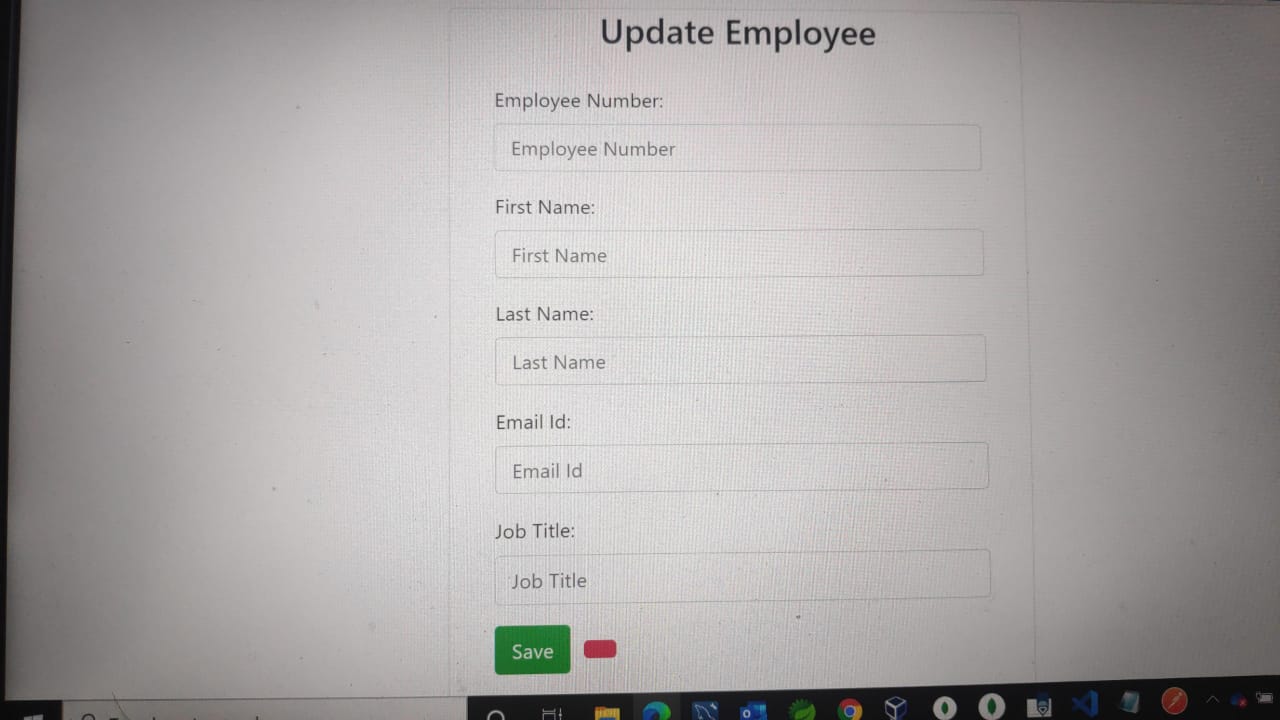 Update Employee
Employee Number:
Employee Number
First Name:
First Name
Last Name:
Last Name
Email Id:
Email Id
Job Title:
Job Title
Save